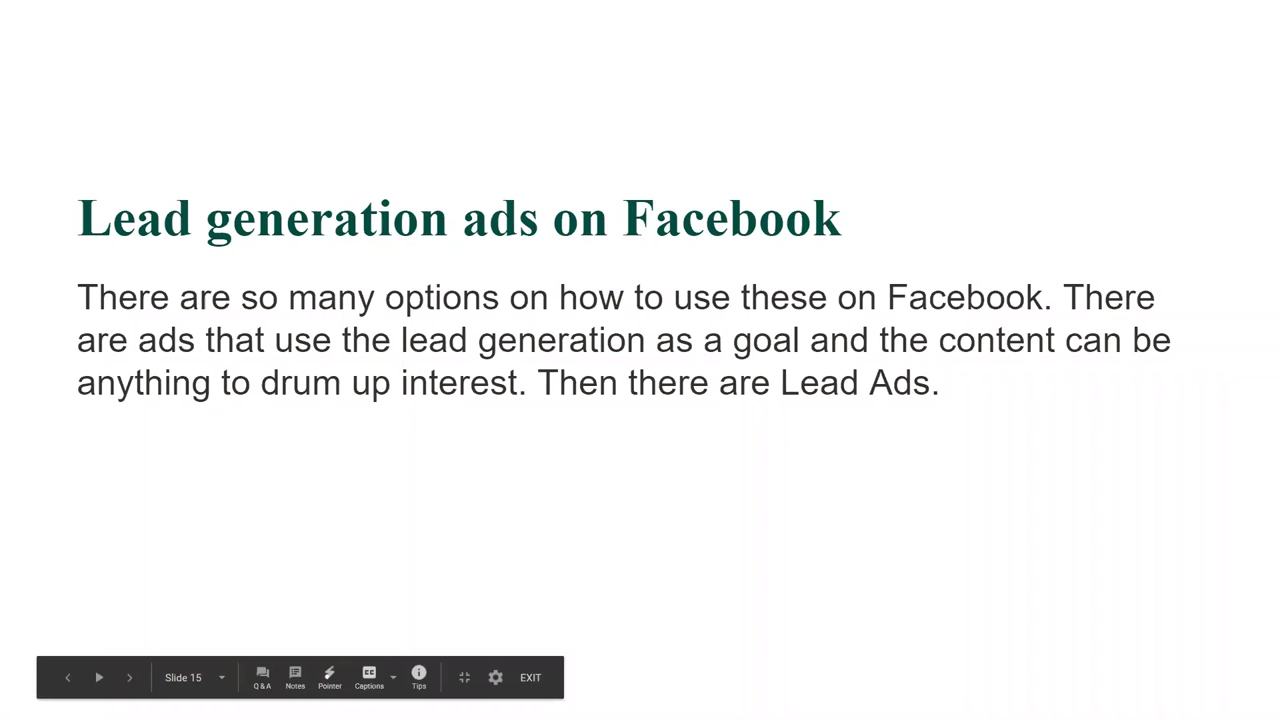 Lead generation ads on Facebook
There are so many options on how to use these on Facebook. There
are ads that use the lead generation as a goal and the content can be
anything to drum up interest. Then there are Lead Ads.
Slide 15
Q & A
Notes
Pointer
CC
Captions
Tips
EXIT